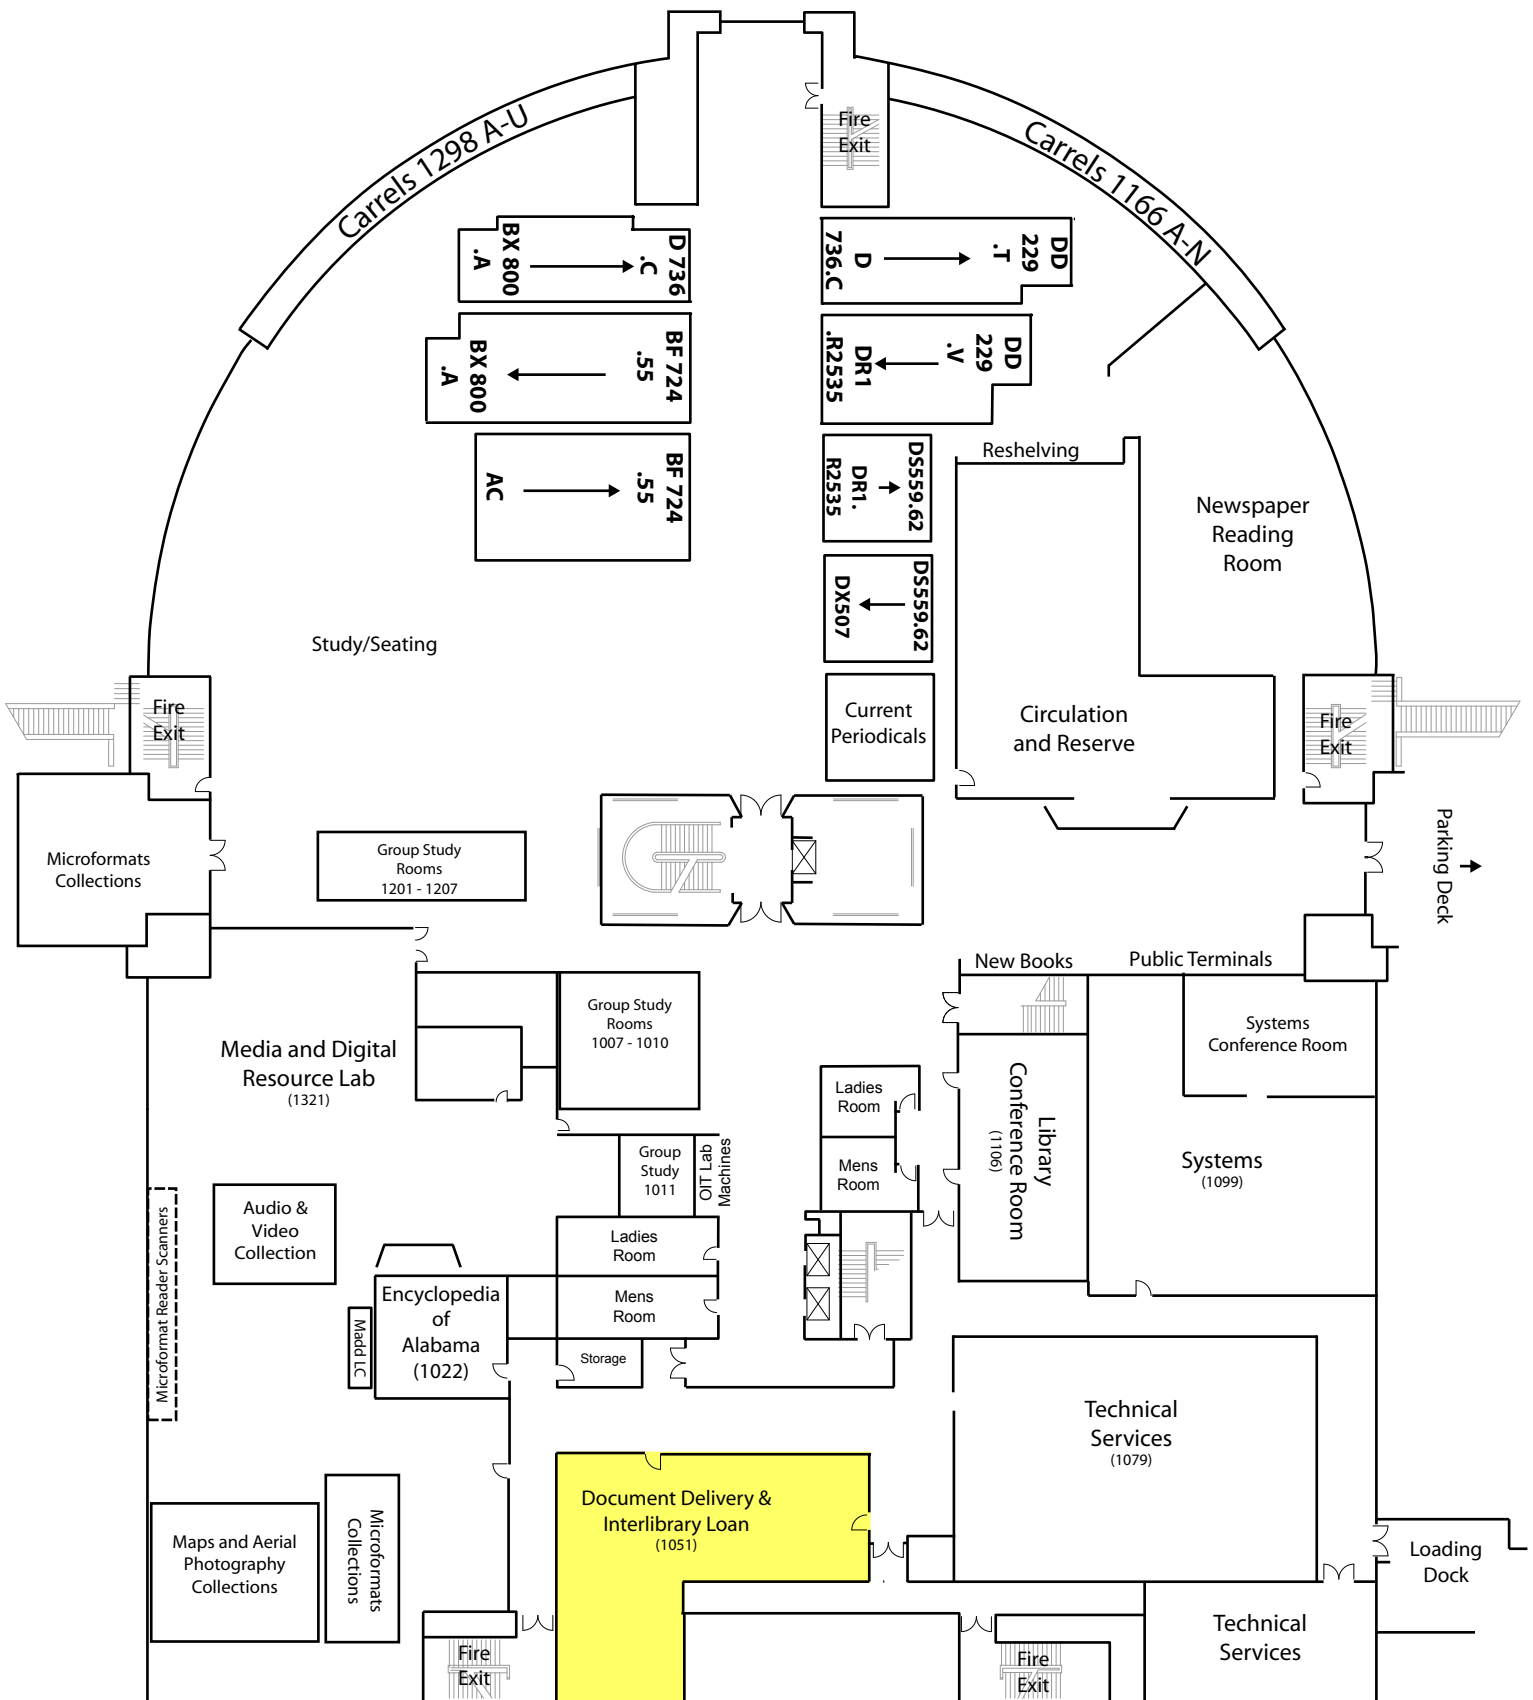 Carrels 1298 A-U
Fire
Exit
Carrels 1166 A-N
BX 800
.A
D 736
.C
D
736.C
DD
229
.T
BX 800
.A
BF 724
.55
DR1
.R2535
DD
229
.V
AC
BF 724
.55
DR1.
R2535
DS559.62
Reshelving
Newspaper
Reading
Room
DX507
DS559.62
Study/Seating
Fire
Exit
Current
Periodicals
Circulation
and Reserve
Fire
Exit
Microformats
Collections
Group Study
Rooms
1201 - 1207
Parking Deck
New Books
Public Terminals
Group Study
Rooms
1007 - 1010
Systems
Conference Room
Media and Digital
Resource Lab
(1321)
Ladies
Room
Library
Conference Room
(1106)
Group
Study
1011
OIT Lab
Machines
Mens
Room
Systems
(1099)
Microformat Reader Scanners
Audio &
Video
Collection
Ladies
Room
Encyclopedia
of
Alabama
(1022)
Mens
Room
Madd LC
Storage
Technical
Services
(1079)
Document Delivery &
Interlibrary Loan
(1051)
Maps and Aerial
Photography
Collections
Microformats
Collections
Loading
Dock
Fire
Exit
Fire
Exit
Technical
Services